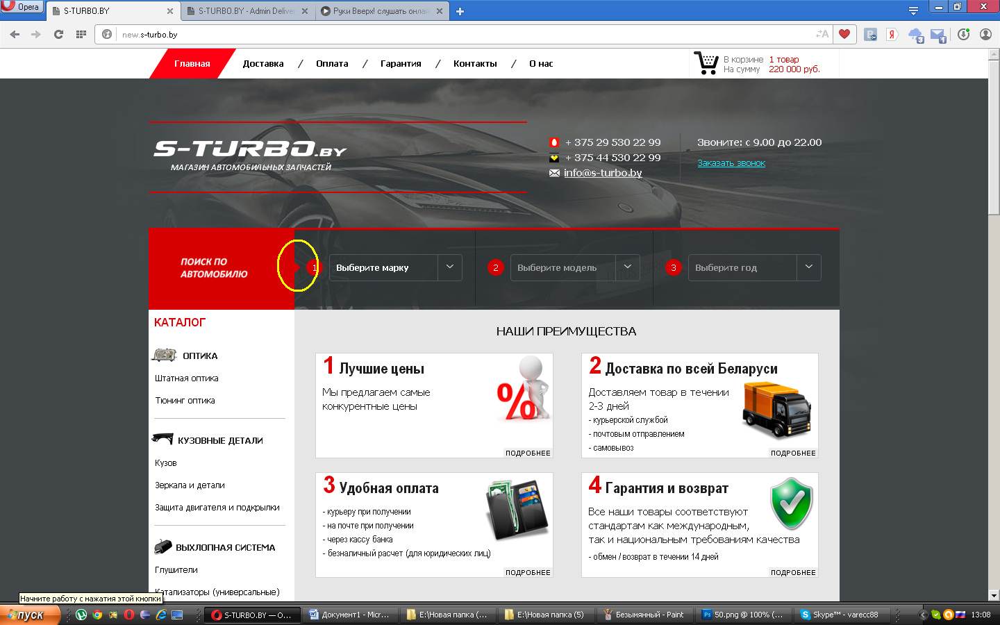 Opera
S-TURBO.BY
S-TURBO.BY - Admin Deliver
Руки Вверх! слушать онлай
new.s-turbo.by
Главная
Доставка / Оплата / Гарантия / Контакты / О нас
В корзине 1 товар
На сумму 220 000 руб.
S-TURBO.BY
МАГАЗИН АВТОМОБИЛЬНЫХ ЗАПЧАСТЕЙ
+ 375 29 530 22 99
+ 375 44 530 22 99
info@s-turbo.by
Звоните: с 9.00 до 22.00
Заказать звонок
ПОИСК ПО
АВТОМОБИЛЮ
1 Выберите марку
2 Выберите модель
3 Выберите год
КАТАЛОГ
ОПТИКА
Штатная оптика
Тюнинг оптика
КУЗОВНЫЕ ДЕТАЛИ
Кузов
Зеркала и детали
Защита двигателя и подкрылки
ВЫХЛОПНАЯ СИСТЕМА
Глушители
Катализаторы (универсальные)
НАШИ ПРЕИМУЩЕСТВА
1 Лучшие цены
Мы предлагаем самые
конкурентные цены
%
ПОДРОБНЕЕ
2 Доставка по всей Беларуси
Доставляем товар в течении
2-3 дней
- курьерской службой
- почтовым отправлением
- самовывоз
ПОДРОБНЕЕ
3 Удобная оплата
- курьеру при получении
- на почте при получении
- через кассу банка
- безналичный расчет (для юридических лиц)
ПОДРОБНЕЕ
4 Гарантия и возврат
Все наши товары соответствуют
стандартам как международным,
так и национальным требованиям качества
- обмен / возврат в течении 14 дней
ПОДРОБНЕЕ
Начните работу с нажатия этой кнопки
пуск
S-TURBO.BY — О...
Документ1 - Micr...
E:\Новая папка (...
E:\Новая папка (5)
Безымянный - Paint
50.png @ 100% (...
Skype™ - varecc88
13:08